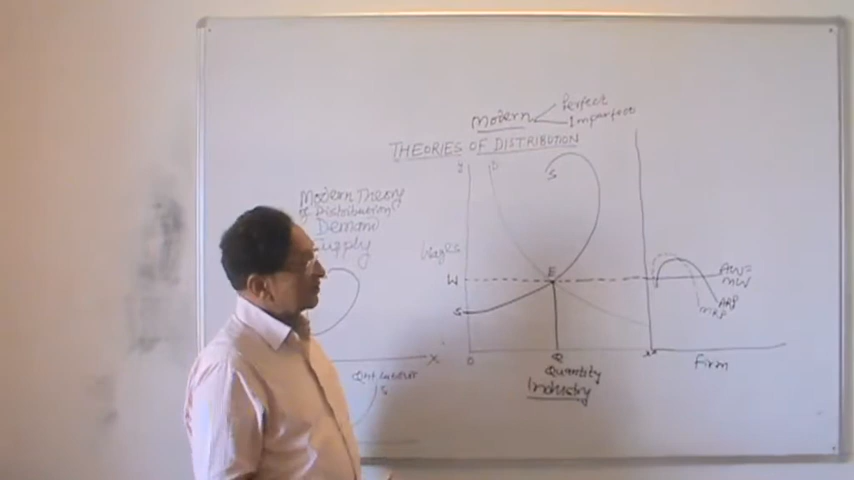 Modern
Perfect
Imperfect
THEORIES OF DISTRIBUTION
Modern Theory
of Distribution
Demand
Supply
Y
D
S
Wages
W
E
S
O
Q
Quantity
Industry
X
AW=
MW
ARP
MRP
Firm
X
S